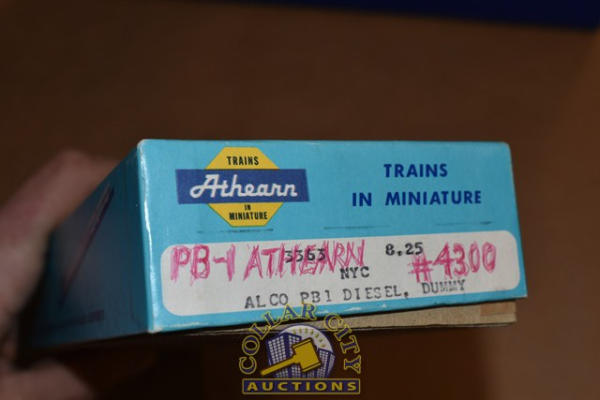 TRAINS
Athearn
IN
MINIATURE
TRAINS
IN MINIATURE
3363 8.25
PB-1 ATHEARN #4300
NYC
ALCO PB1 DIESEL, DUMMY
COLLAR CITY
AUCTIONS